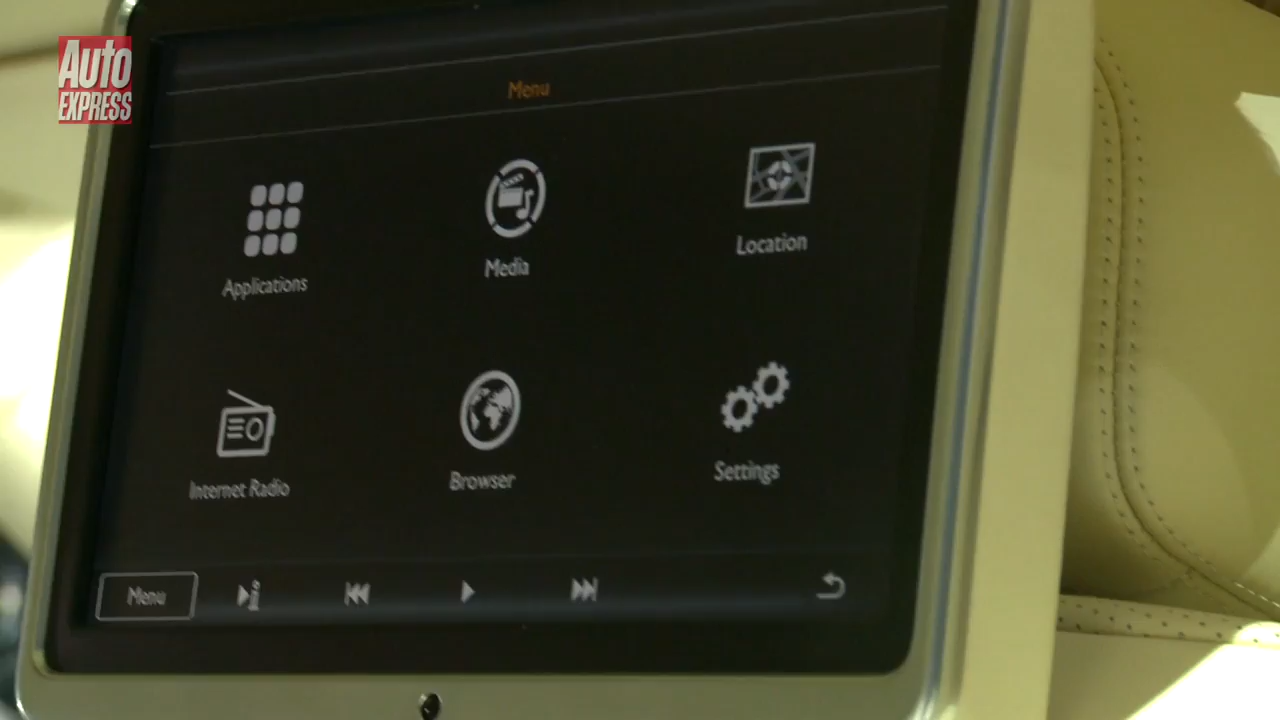 Auto
EXPRESS
Menu
Applications
Media
Location
Internet Radio
Browser
Settings
Menu